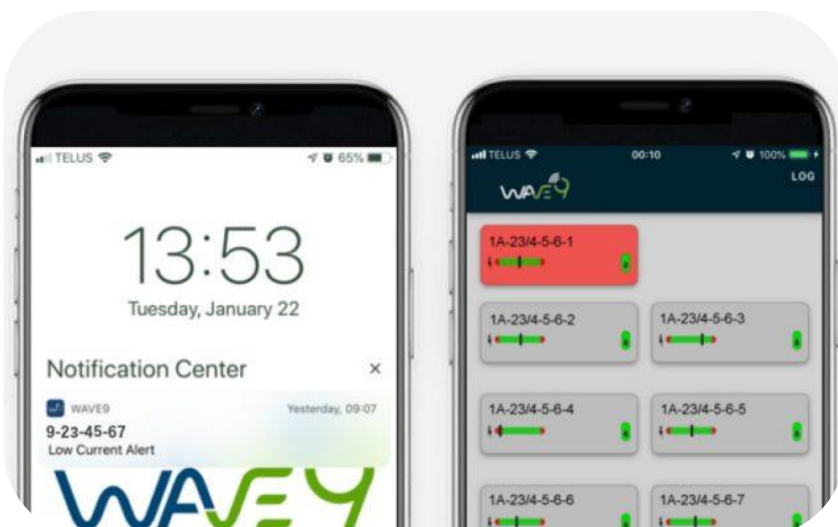 TELUS
65%
13:53
Tuesday, January 22
Notification Center
×
WAVE9
Yesterday, 09:07
9-23-45-67
Low Current Alert
WAVE9
TELUS
00:10
100%
WAVE9
LOG
1A-23/4-5-6-1
1A-23/4-5-6-2
1A-23/4-5-6-3
1A-23/4-5-6-4
1A-23/4-5-6-5
1A-23/4-5-6-6
1A-23/4-5-6-7